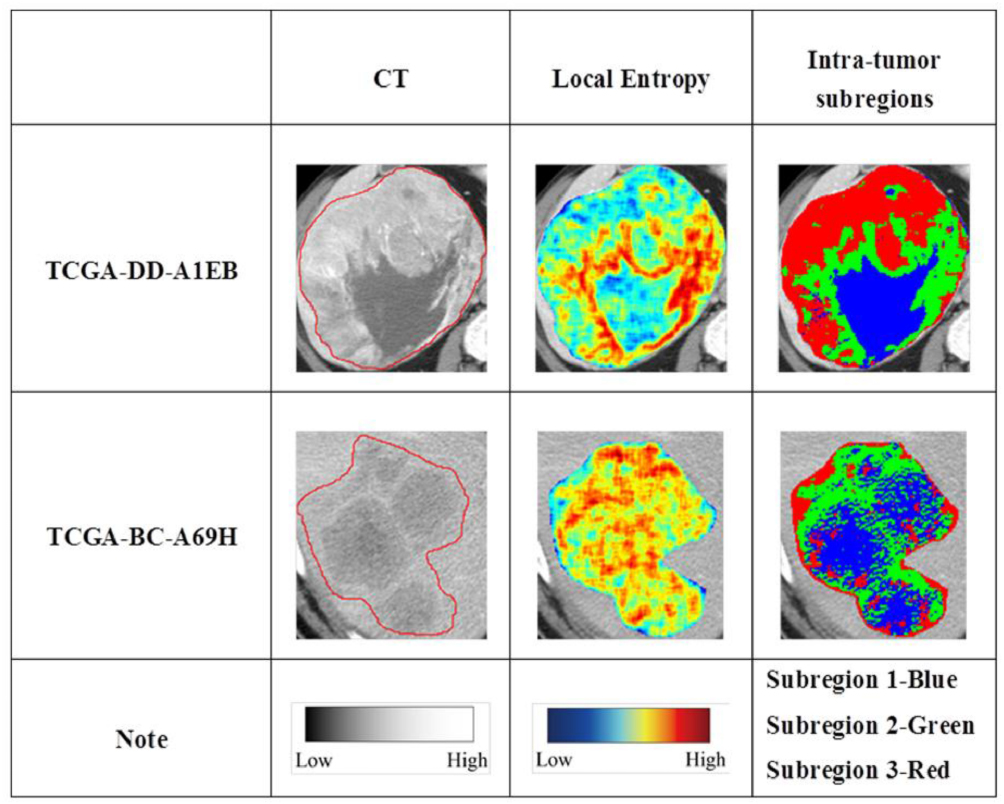 CT
Local Entropy
Intra-tumor
subregions
TCGA-DD-A1EB
TCGA-BC-A69H
Note
Low
High
Low
High
Subregion 1-Blue
Subregion 2-Green
Subregion 3-Red